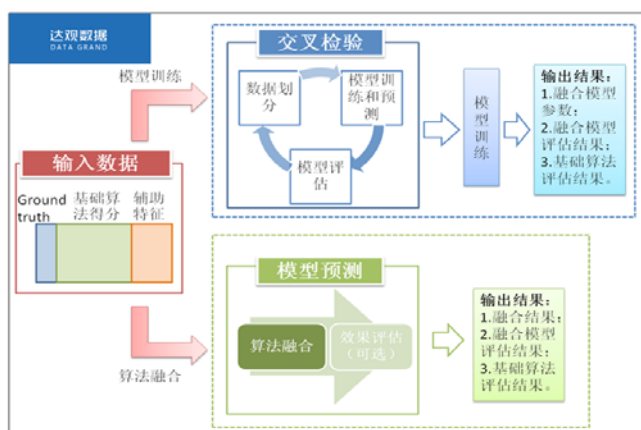 达观数据
DATA GRAND
模型训练
输入数据
Ground
truth
基础算
法得分
辅助
特征
算法融合
交叉检验
数据划
分
模型训
练和预
测
模型评
估
模型训练
输出结果：
1.融合模型
参数；
2.融合模型
评估结果；
3.基础算法
评估结果。
模型预测
算法融合
效果评估
（可选）
输出结果：
1.融合结果；
2.融合模型
评估结果；
3.基础算法
评估结果。